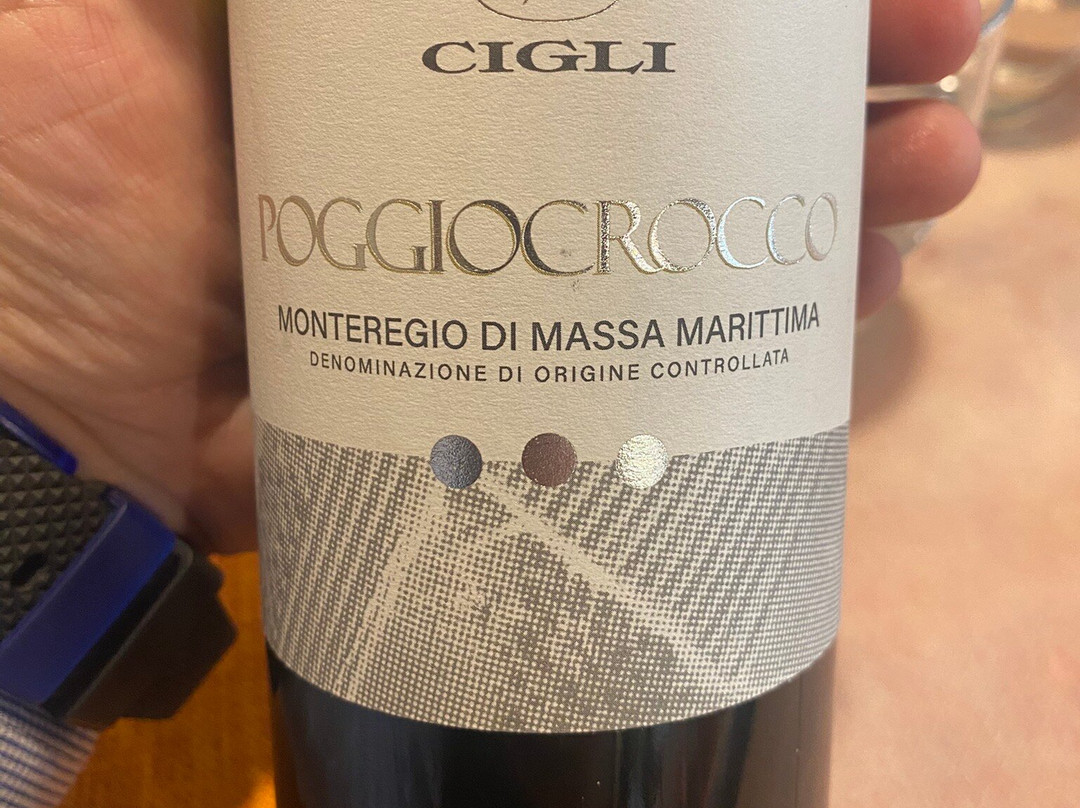 CIGLI
POGGIOCROCCO
MONTEREGIO DI MASSA MARITTIMA
DENOMINAZIONE DI ORIGINE CONTROLLATA